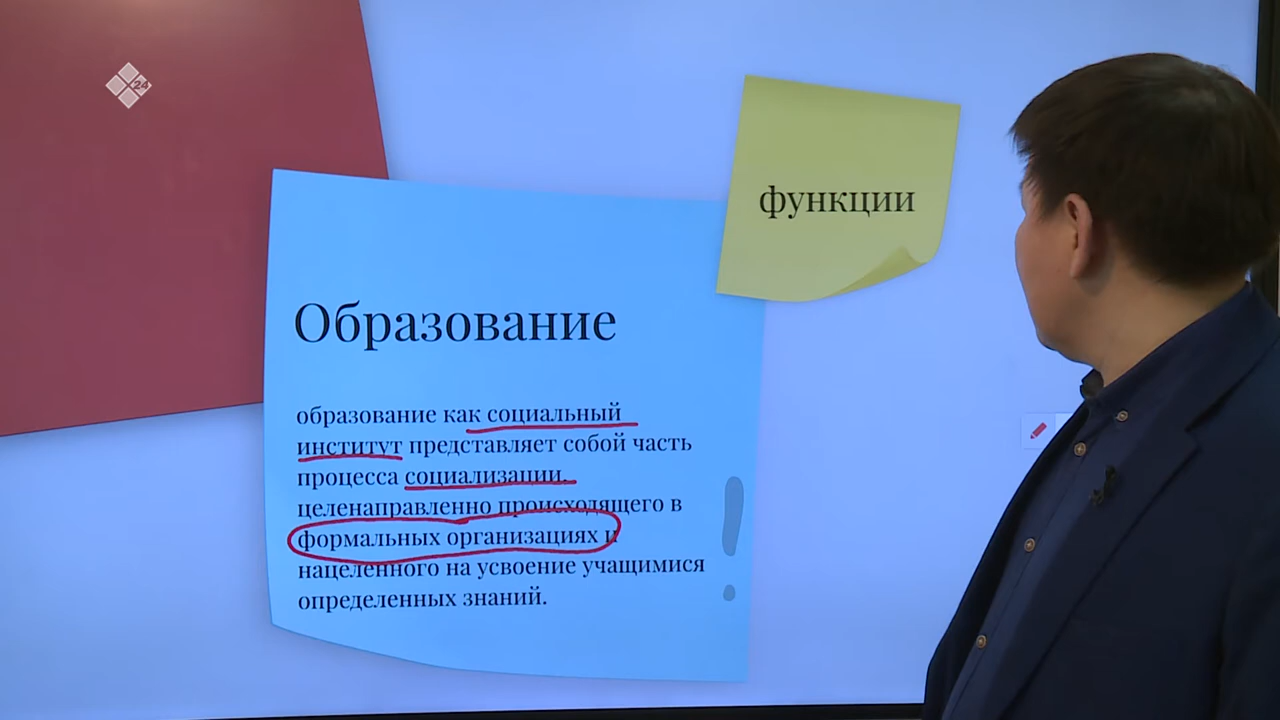 24
функции
Образование
образование как социальный
институт представляет собой часть
процесса социализации,
целенаправленно происходящего в
формальных организациях и
нацеленного на усвоение учащимися
определенных знаний.